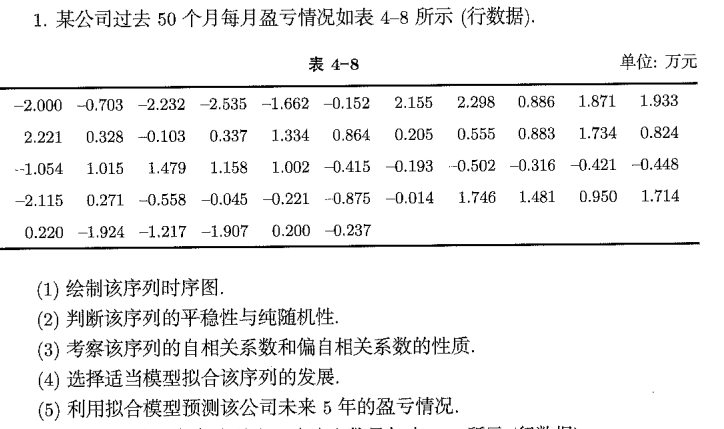 1. 某公司过去 50 个月每月盈亏情况如表 4–8 所示 (行数据).
表 4–8 单位: 万元
−2.000 −0.703 −2.232 −2.535 −1.662 −0.152 2.155 2.298 0.886 1.871 1.933
2.221 0.328 −0.103 0.337 1.334 0.864 0.205 0.555 0.883 1.734 0.824
−1.054 1.015 1.479 1.158 1.002 −0.415 −0.193 −0.502 −0.316 −0.421 −0.448
−2.115 0.271 −0.558 −0.045 −0.221 −0.875 −0.014 1.746 1.481 0.950 1.714
0.220 −1.924 −1.217 −1.907 0.200 −0.237
(1) 绘制该序列时序图.
(2) 判断该序列的平稳性与纯随机性.
(3) 考察该序列的自相关系数和偏自相关系数的性质.
(4) 选择适当模型拟合该序列的发展.
(5) 利用拟合模型预测该公司未来 5 年的盈亏情况.